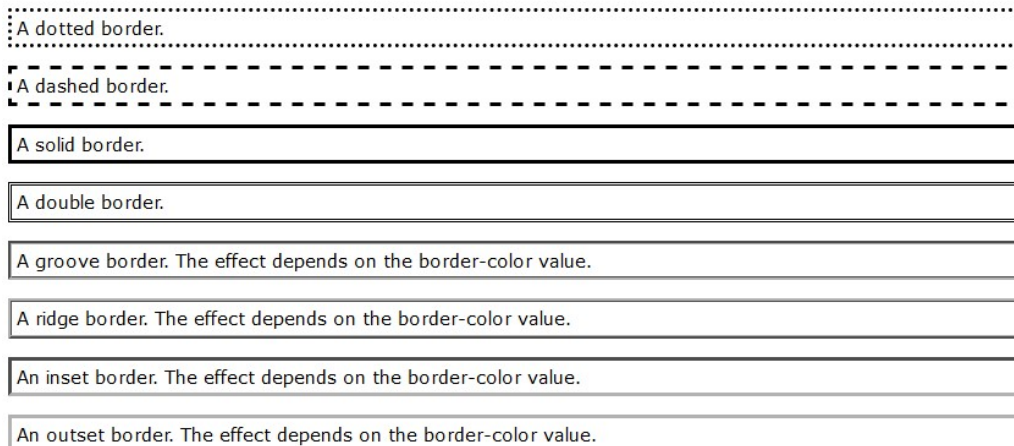 A dotted border.
A dashed border.
A solid border.
A double border.
A groove border. The effect depends on the border-color value.
A ridge border. The effect depends on the border-color value.
An inset border. The effect depends on the border-color value.
An outset border. The effect depends on the border-color value.